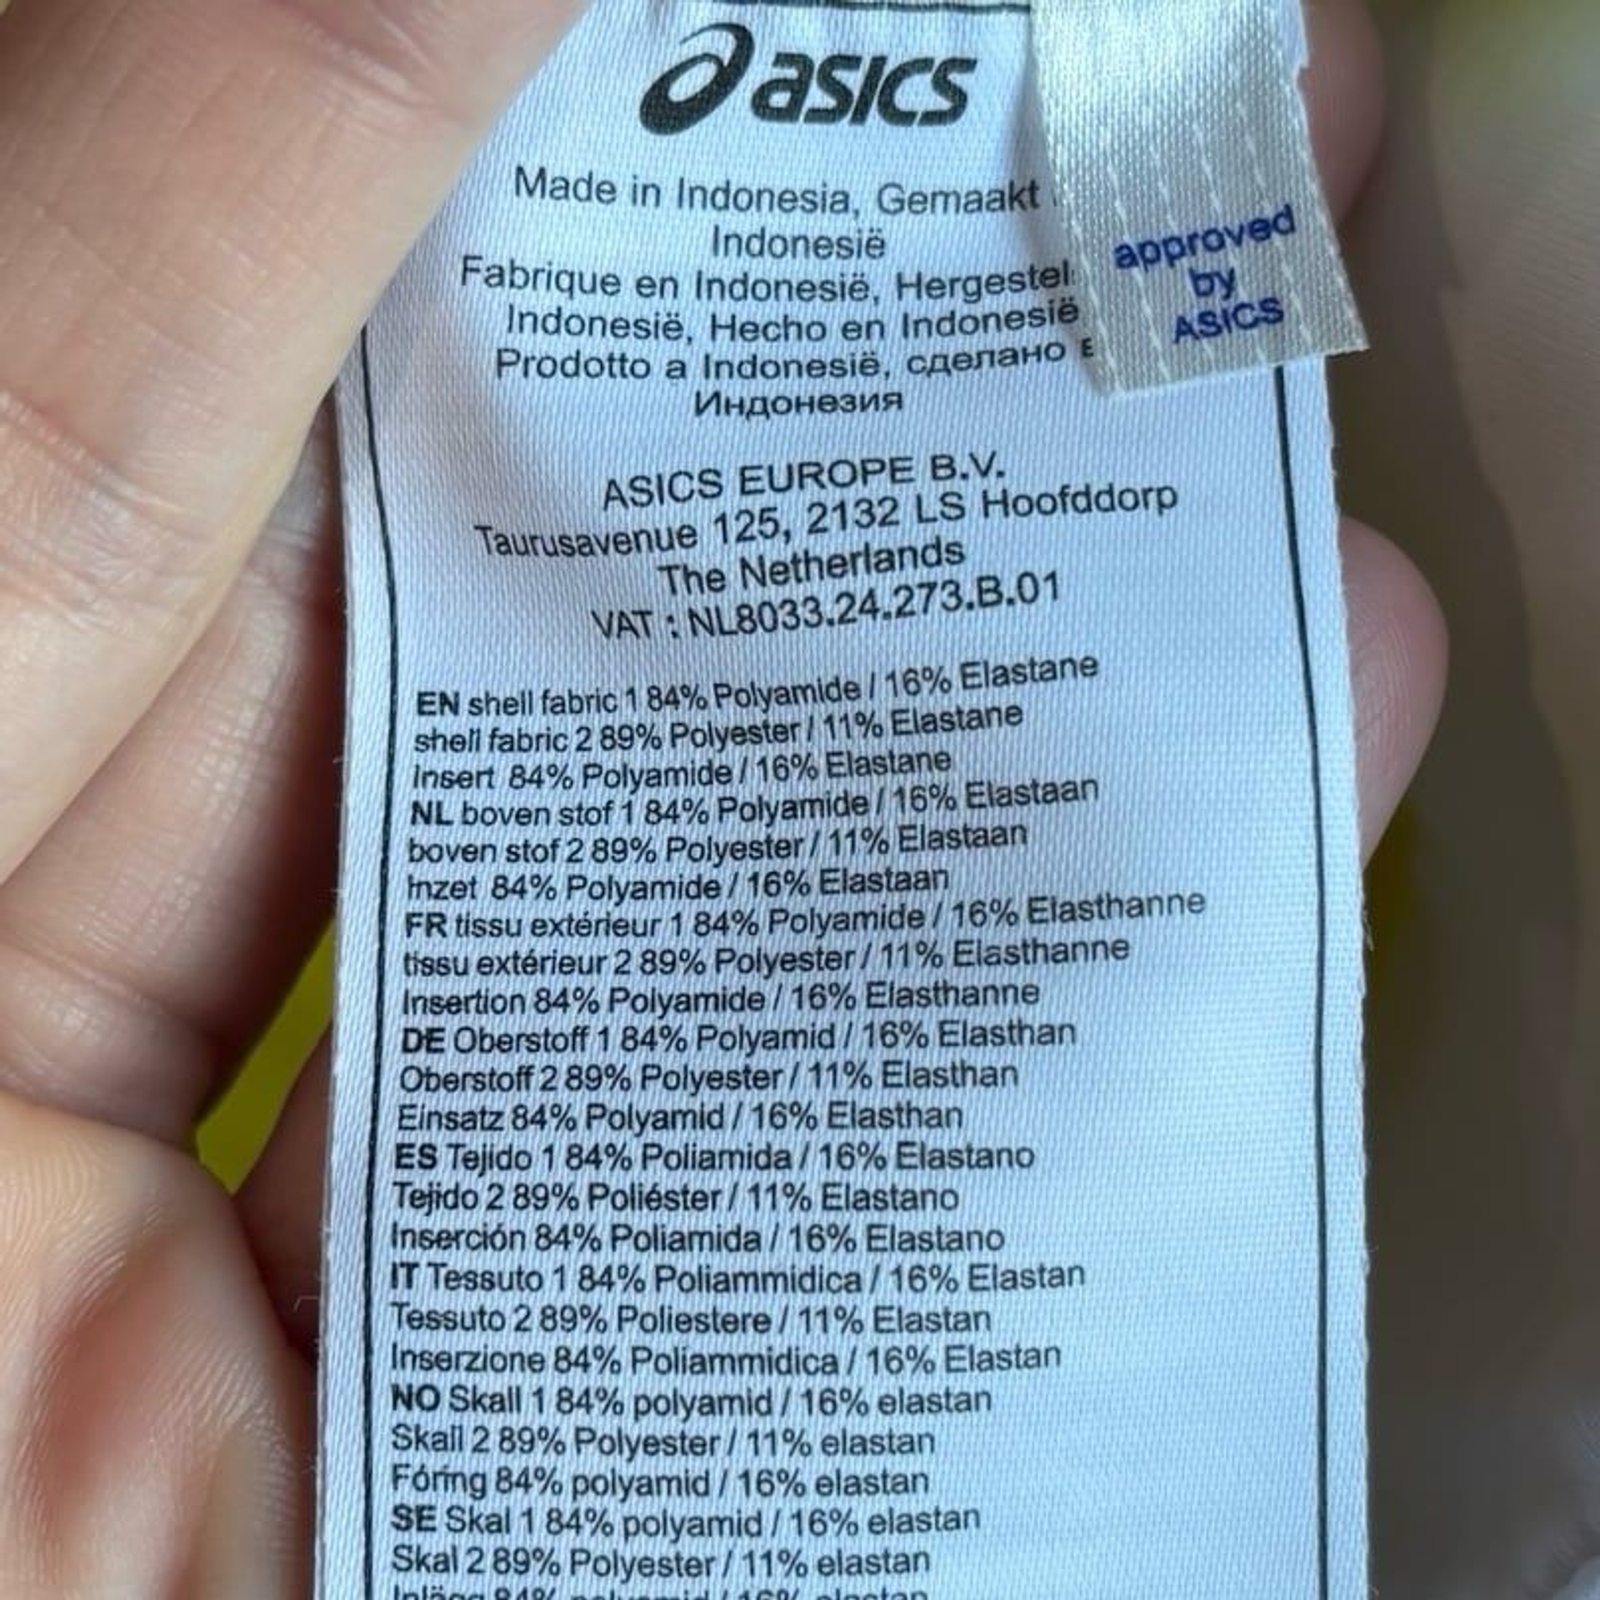 asics
Made in Indonesia, Gemaakt
Indonesië
Fabrique en Indonesië, Hergestel
Indonesië, Hecho en Indonesië
Prodotto a Indonesië, сделано в
Индонезия
approved
by
ASICS
ASICS EUROPE B.V.
Taurusavenue 125, 2132 LS Hoofddorp
The Netherlands
VAT : NL8033.24.273.B.01
EN shell fabric 1 84% Polyamide / 16% Elastane
shell fabric 2 89% Polyester / 11% Elastane
Insert 84% Polyamide / 16% Elastane
NL boven stof 1 84% Polyamide / 16% Elastaan
boven stof 2 89% Polyester / 11% Elastaan
Inzet 84% Polyamide / 16% Elastaan
FR tissu extérieur 1 84% Polyamide / 16% Elasthanne
tissu extérieur 2 89% Polyester / 11% Elasthanne
Insertion 84% Polyamide / 16% Elasthanne
DE Oberstoff 1 84% Polyamid / 16% Elasthan
Oberstoff 2 89% Polyester / 11% Elasthan
Einsatz 84% Polyamid / 16% Elasthan
ES Tejido 1 84% Poliamida / 16% Elastano
Tejido 2 89% Poliéster / 11% Elastano
Inserción 84% Poliamida / 16% Elastano
IT Tessuto 1 84% Poliammidica / 16% Elastan
Tessuto 2 89% Poliestere / 11% Elastan
Inserzione 84% Poliammidica / 16% Elastan
NO Skall 1 84% polyamid / 16% elastan
Skall 2 89% Polyester / 11% elastan
Fóring 84% polyamid / 16% elastan
SE Skal 1 84% polyamid / 16% elastan
Skal 2 89% Polyester / 11% elastan
Inlägg 84% polyamid / 16% elastan